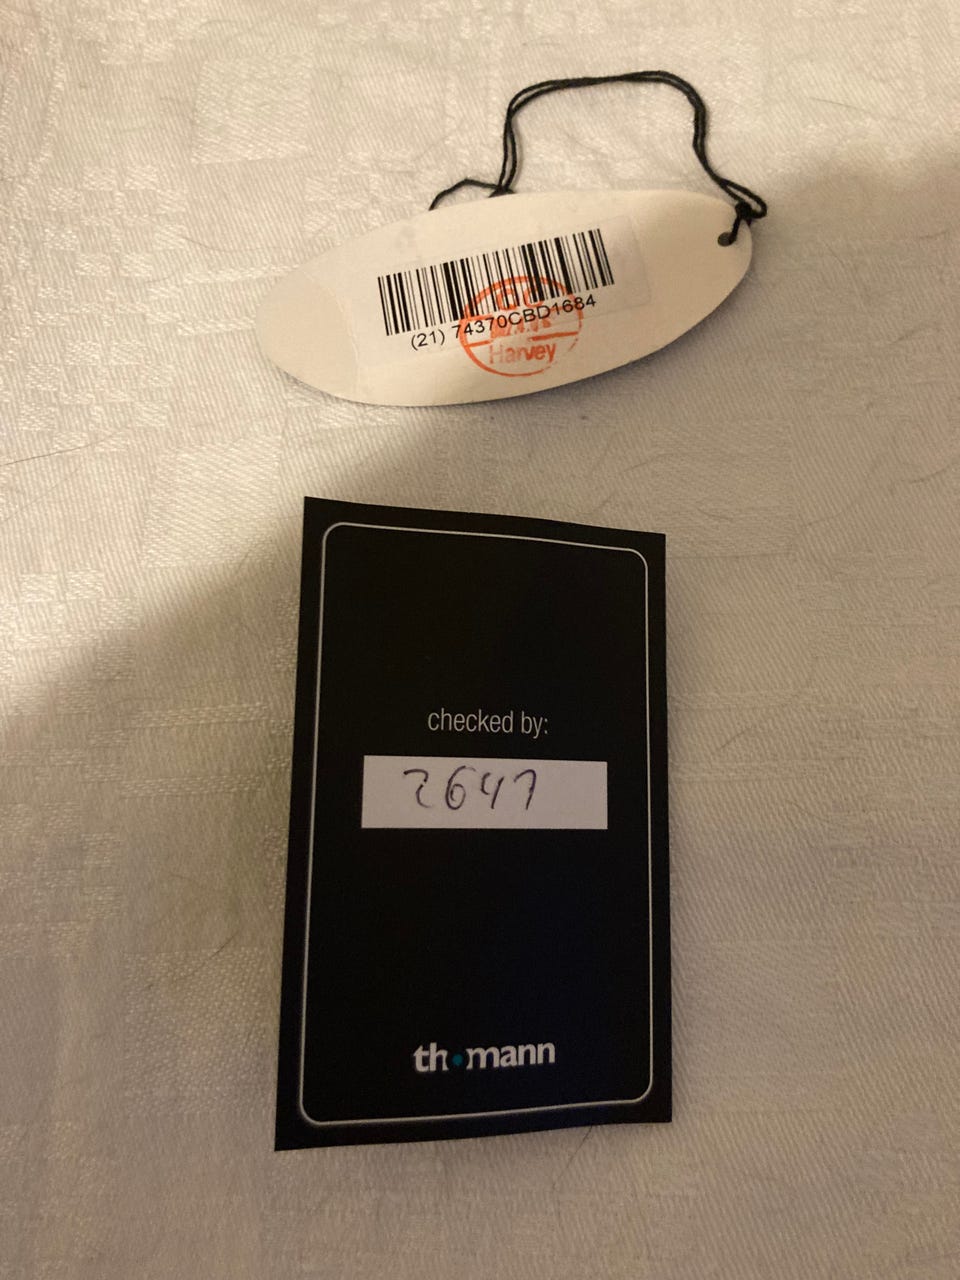 (21) 74370CBD1684
Harvey
checked by:
2647
thomann